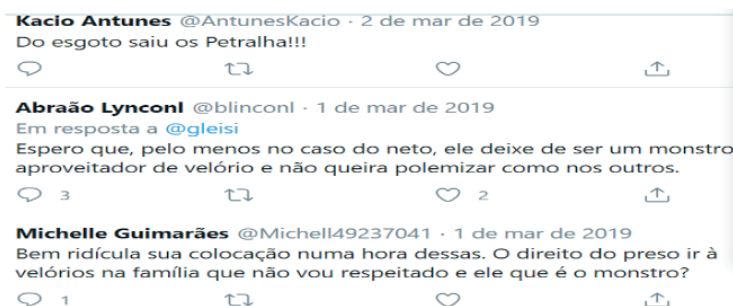 Kacio Antunes @AntunesKacio · 2 de mar de 2019
Do esgoto saiu os Petralha!!!
Abraão Lynconl @blinconl · 1 de mar de 2019
Em resposta a @gleisi
Espero que, pelo menos no caso do neto, ele deixe de ser um monstro
aproveitador de velório e não queira polemizar como nos outros.
3 2
Michelle Guimarães @Michell49237041 · 1 de mar de 2019
Bem ridícula sua colocação numa hora dessas. O direito do preso ir à
velórios na família que não vou respeitado e ele que é o monstro?
1